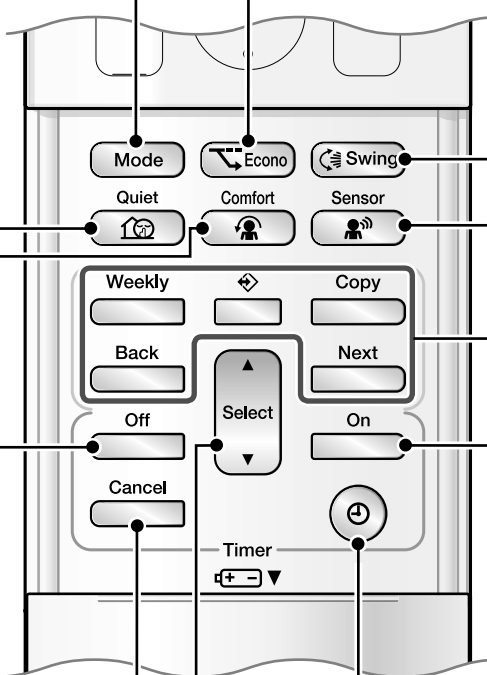 Mode Econo Swing
Quiet Comfort Sensor
Weekly Copy
Back Next
Select
Off On
Cancel
Timer